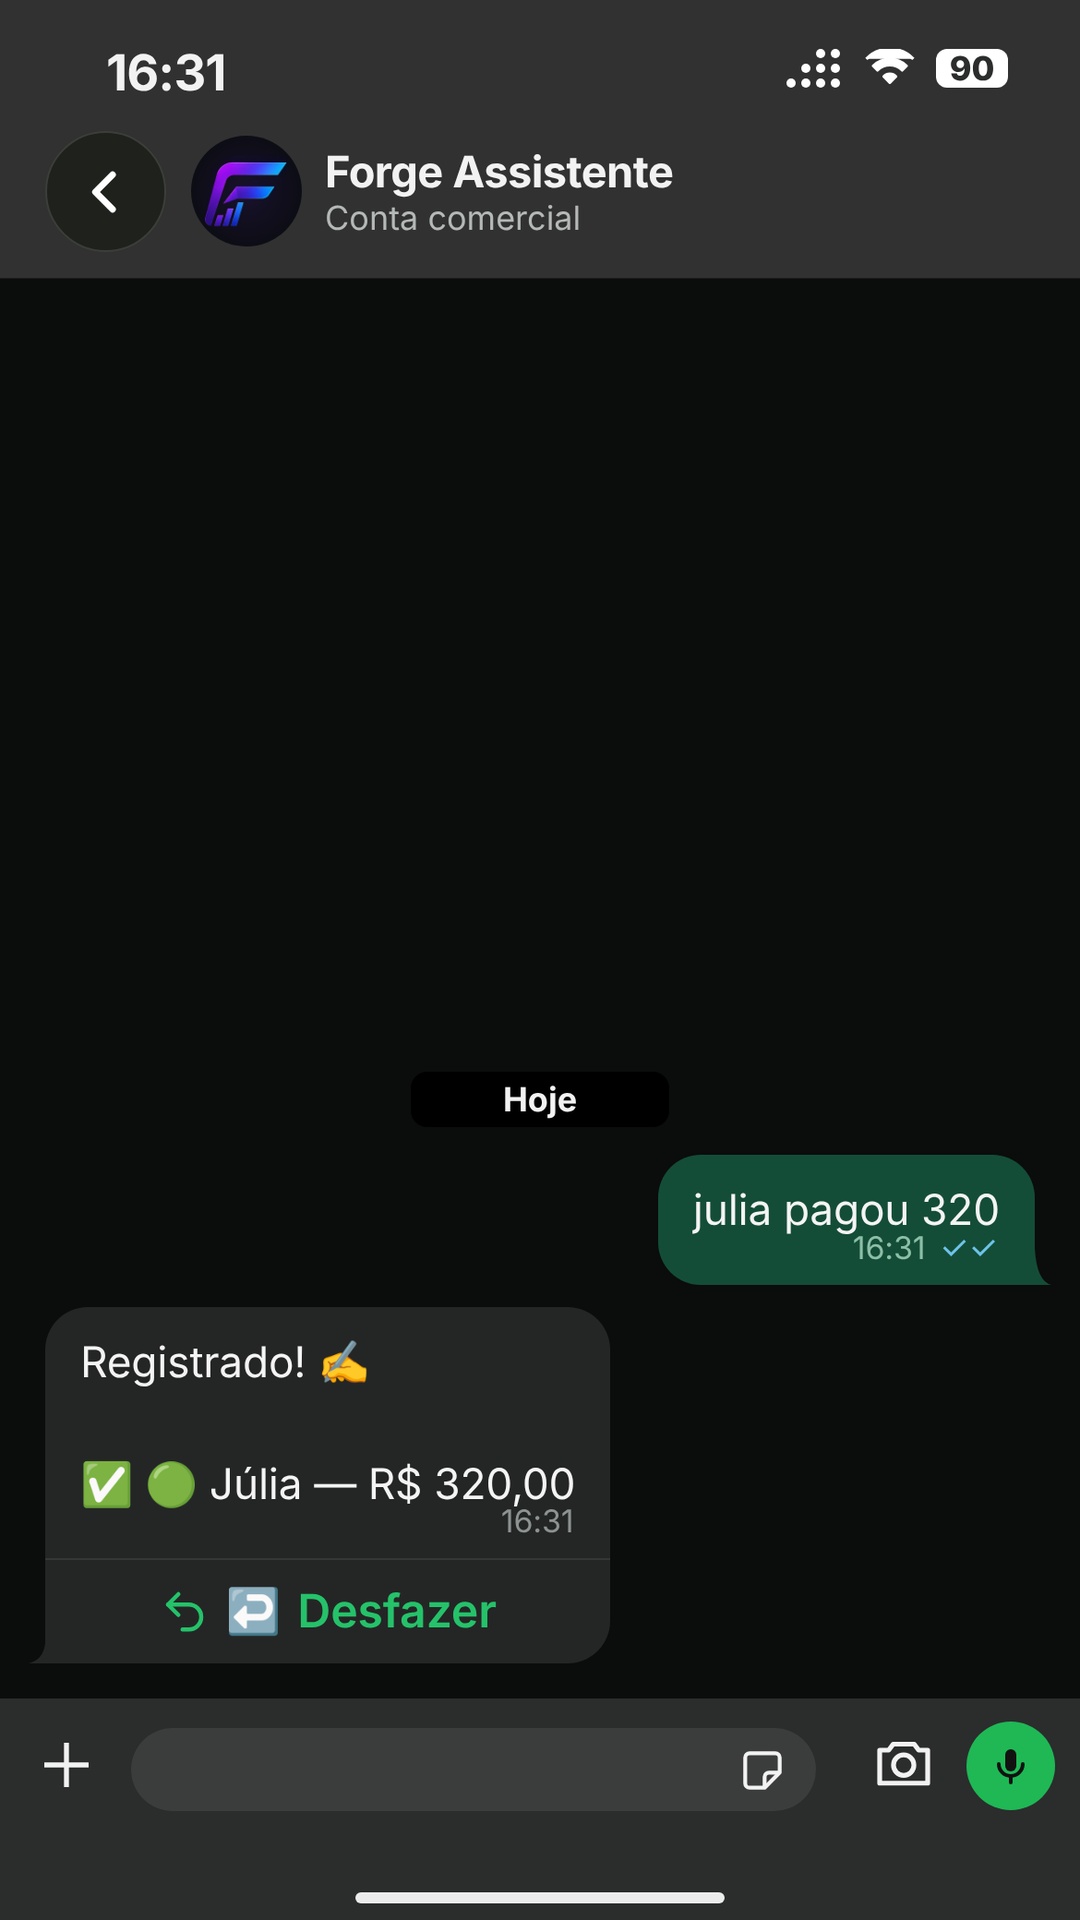 16:31
90
Forge Assistente
Conta comercial
Hoje
julia pagou 320
16:31
Registrado! ✍️
✅ 🟢 Júlia — R$ 320,00
16:31
↩️ Desfazer